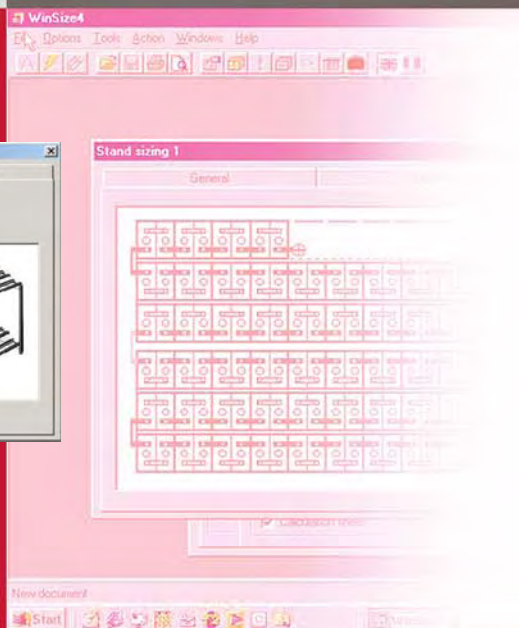 WinSize4
File Options Tools Action Windows Help
Stand sizing 1
General
Calculation sheet
New document
Start